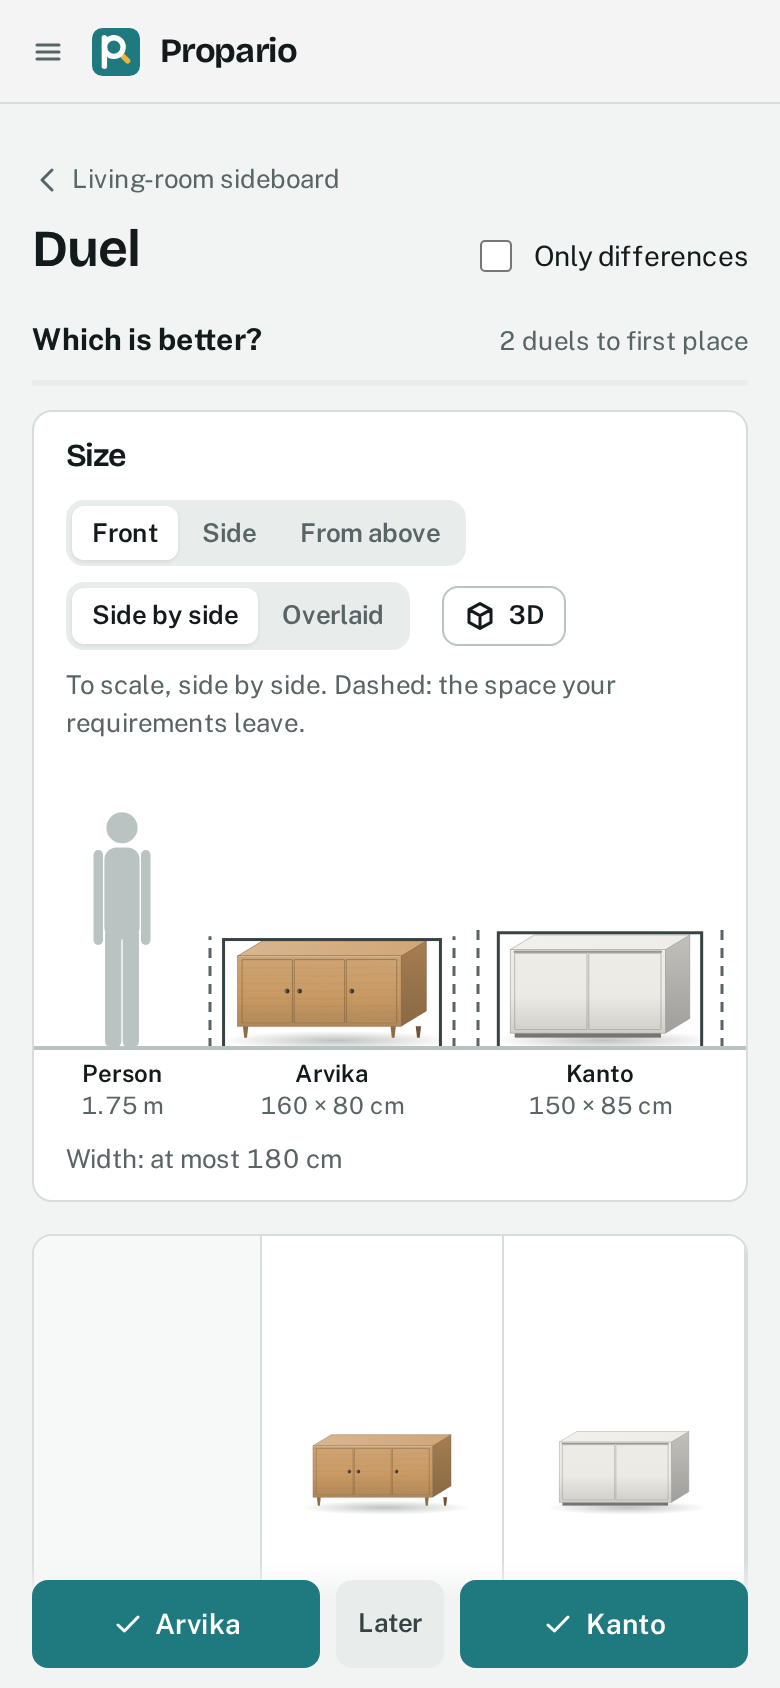 Propario
Living-room sideboard
Duel
Only differences
Which is better?
2 duels to first place
Size
Front
Side
From above
Side by side
Overlaid
3D
To scale, side by side. Dashed: the space your
requirements leave.
Person
1.75 m
Arvika
160 × 80 cm
Kanto
150 × 85 cm
Width: at most 180 cm
Arvika
Later
Kanto